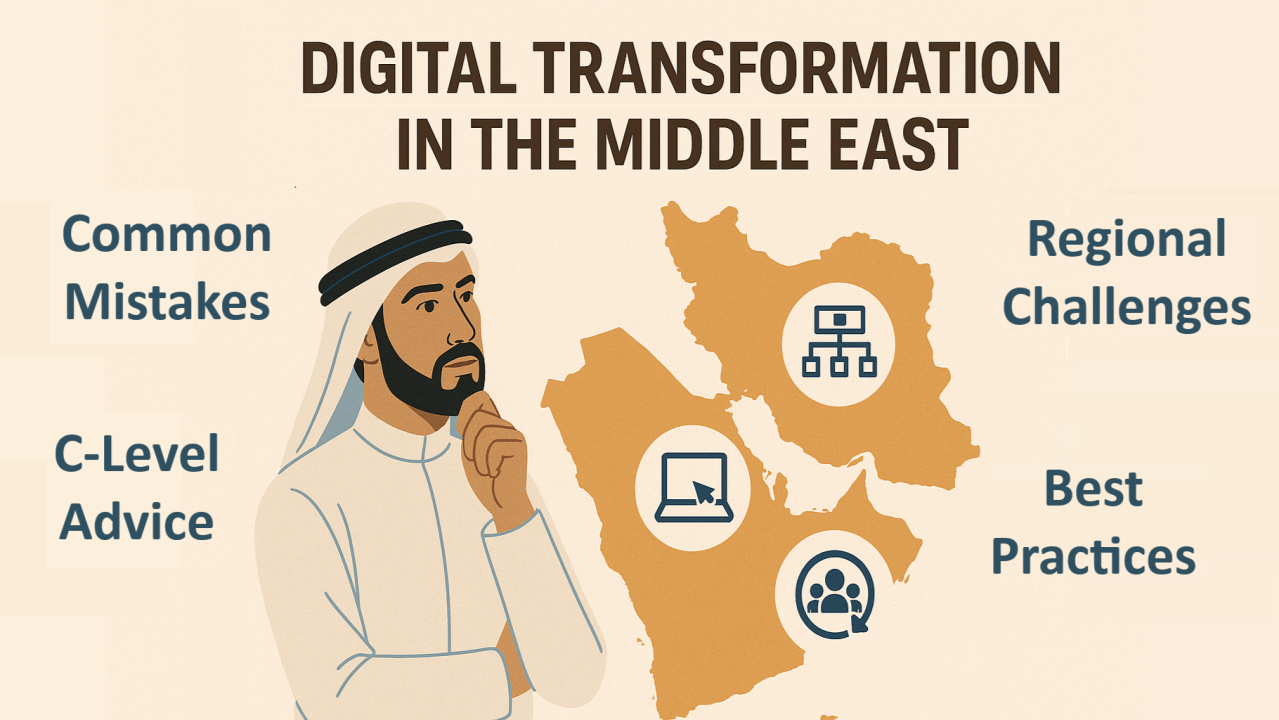 DIGITAL TRANSFORMATION
IN THE MIDDLE EAST
Common
Mistakes
Regional
Challenges
C-Level
Advice
Best
Practices